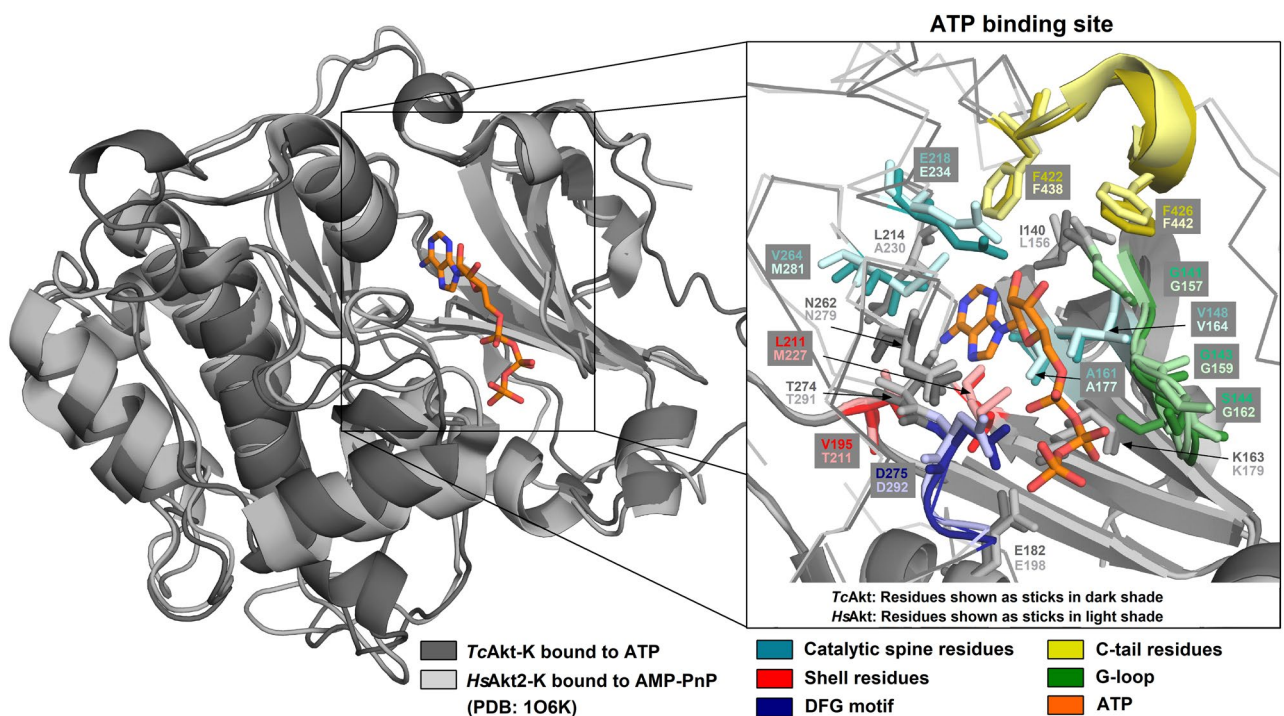 ATP binding site
E218
E234
F422
F438
F426
F442
L214
A230
I140
L156
V264
M281
G141
G157
N262
N279
V148
V164
L211
M227
G143
G159
A161
A177
T274
T291
G162
V195
T211
K163
K179
D275
D292
E182
E198
TcAkt: Residues shown as sticks in dark shade
HsAkt: Residues shown as sticks in light shade
TcAkt-K bound to ATP
HsAkt2-K bound to AMP-PnP
(PDB: 1O6K)
Catalytic spine residues
Shell residues
DFG motif
C-tail residues
G-loop
ATP